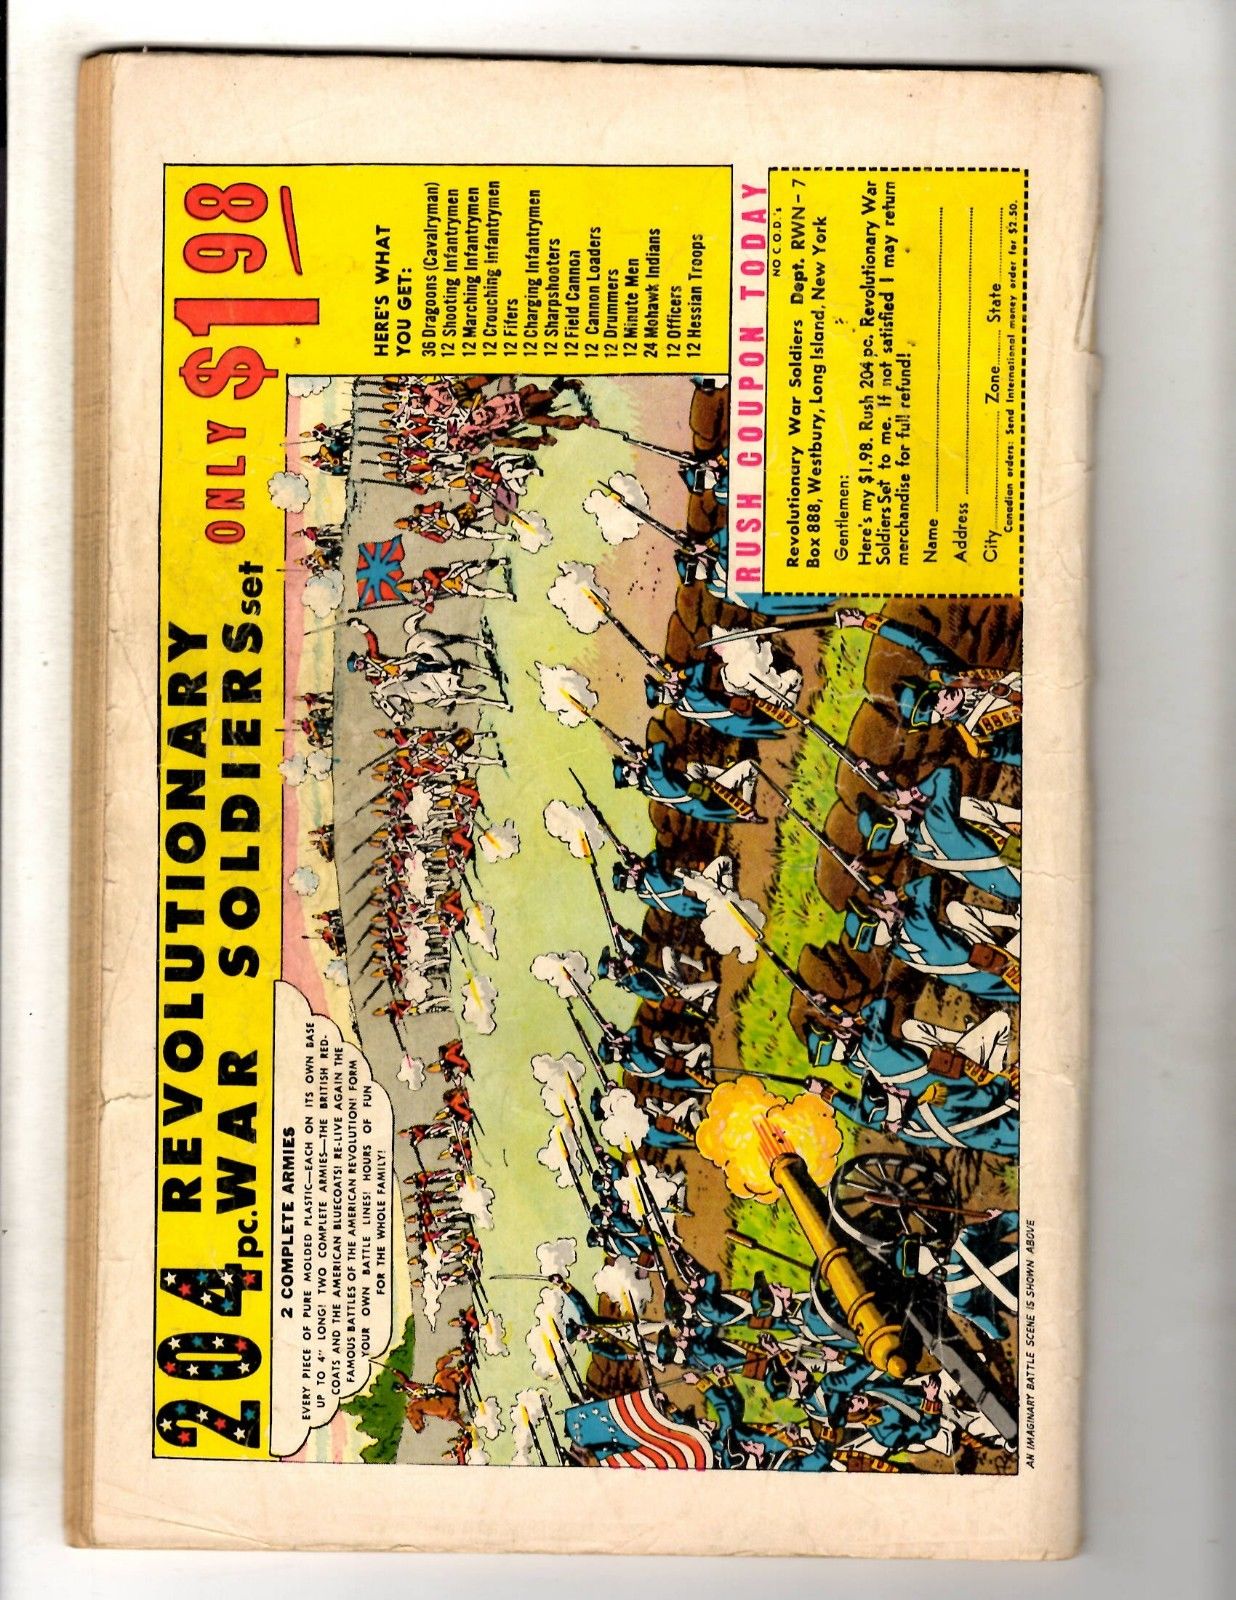 204 REVOLUTIONARY
pc. WAR SOLDIERS set ONLY $1.98
2 COMPLETE ARMIES
EVERY PIECE OF PURE MOLDED PLASTIC—EACH ON ITS OWN BASE
UP TO 4" LONG! TWO COMPLETE ARMIES—THE BRITISH RED-
COATS AND THE AMERICAN BLUECOATS! RE-LIVE AGAIN THE
FAMOUS BATTLES OF THE AMERICAN REVOLUTION! FORM
YOUR OWN BATTLE LINES! HOURS OF FUN
FOR THE WHOLE FAMILY!
HERE'S WHAT
YOU GET:
36 Dragoons (Cavalryman)
12 Shooting Infantrymen
12 Marching Infantrymen
12 Crouching Infantrymen
12 Fifers
12 Charging Infantrymen
12 Sharpshooters
12 Field Cannon
12 Cannon Loaders
12 Drummers
12 Minute Men
24 Mohawk Indians
12 Officers
12 Hessian Troops
RUSH COUPON TODAY
NO C.O.D.'s
Revolutionary War Soldiers Dept. RWN-7
Box 888, Westbury, Long Island, New York
Gentlemen:
Here's my $1.98. Rush 204 pc. Revolutionary War
Soldiers Set to me. If not satisfied I may return
merchandise for full refund!
Name
Address
City Zone State
Canadian orders: Send International money order for $2.50.
AN IMAGINARY BATTLE SCENE IS SHOWN ABOVE